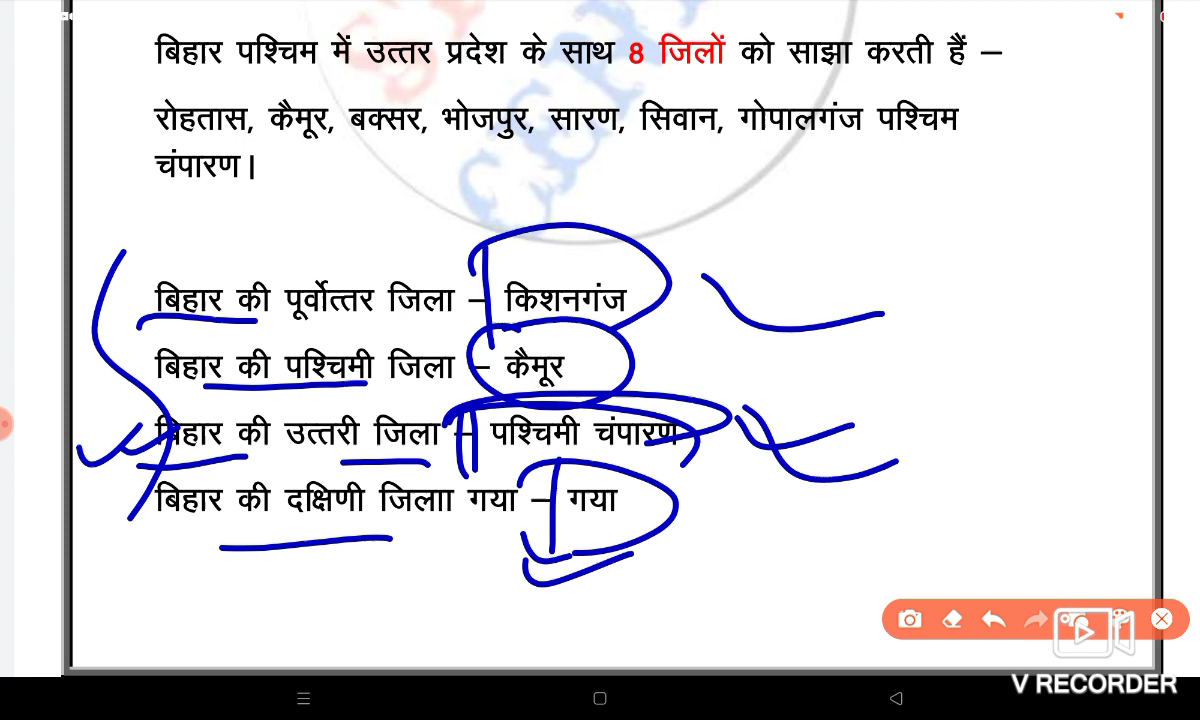 बिहार पश्चिम में उत्तर प्रदेश के साथ 8 जिलों को साझा करती हैं –
रोहतास, कैमूर, बक्सर, भोजपुर, सारण, सिवान, गोपालगंज पश्चिम
चंपारण।
बिहार की पूर्वोत्तर जिला – किशनगंज
बिहार की पश्चिमी जिला – कैमूर
बिहार की उत्तरी जिला – पश्चिमी चंपारण
बिहार की दक्षिणी जिलाा गया – गया
V RECORDER